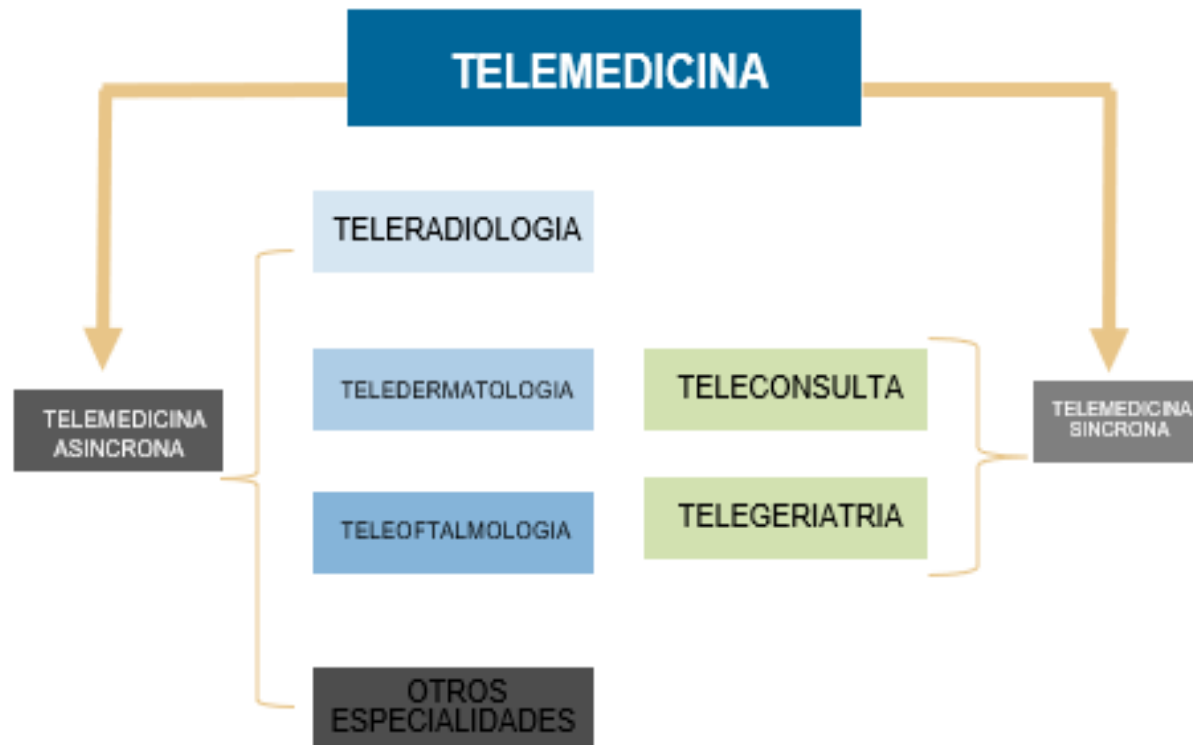 TELEMEDICINA
TELERADIOLOGIA
TELEDERMATOLOGIA
TELECONSULTA
TELEMEDICINA
ASINCRONA
TELEMEDICINA
SINCRONA
TELEOFTALMOLOGIA
TELEGERIATRIA
OTROS
ESPECIALIDADES